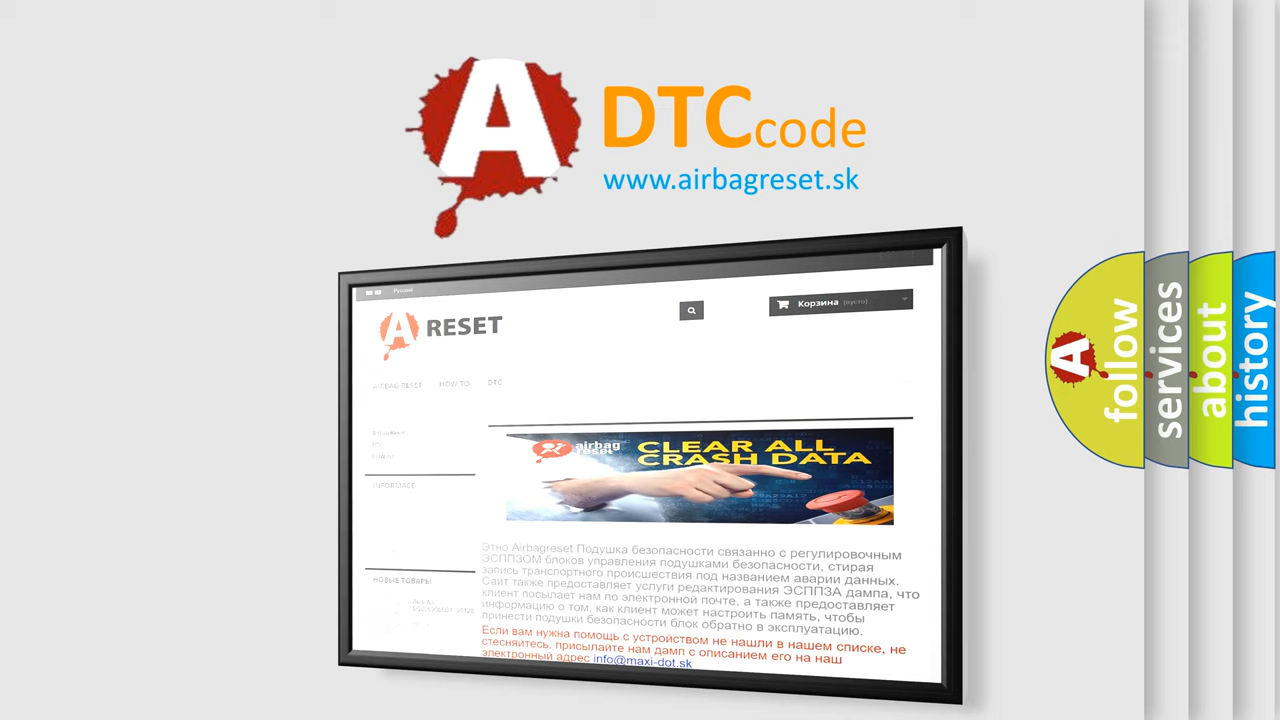 A DTCcode
www.airbagreset.sk
Русский
A RESET
Корзина (пусто)
AIRBAG RESET HOW TO DTC
Airbag Reset
DTC
INFORMACE
airbag
reset
CLEAR ALL
CRASH DATA
Этно Airbagreset Подушка безопасности связанно с регулировочным
ЭСППЗОМ блоков управления подушками безопасности, стирая
запись транспортного происшествия под названием аварии данных.
Сайт также предоставляет услуги редактирования ЭСППЗА дампа, что
клиент посылает нам по электронной почте, а также предоставляет
информацию о том, как клиент может настроить память, чтобы
принести подушки безопасности блок обратно в эксплуатацию.
Если вам нужна помощь с устройством не нашли в нашем списке, не
стесняйтесь, присылайте нам дамп с описанием его на наш
электронный адрес info@maxi-dot.sk
НОВЫЕ ТОВАРЫ
A follow
services
about
history